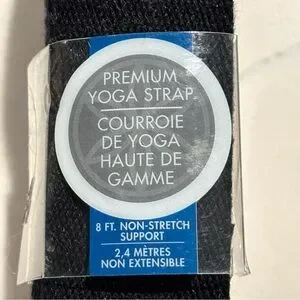 PREMIUM
YOGA STRAP
COURROIE
DE YOGA
HAUTE DE
GAMME
8 FT. NON-STRETCH
SUPPORT
2,4 MÈTRES
NON EXTENSIBLE